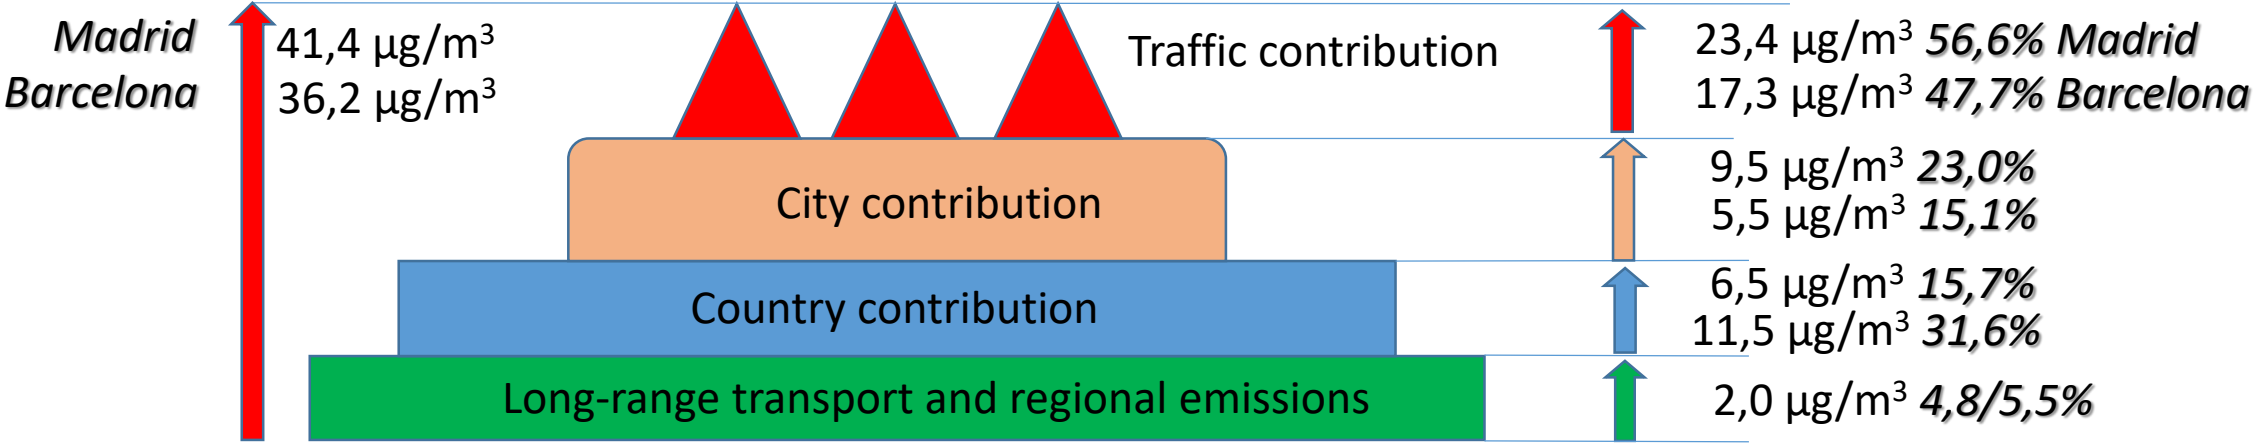 Madrid
Barcelona
41,4 µg/m³
36,2 µg/m³
Traffic contribution
23,4 µg/m³ 56,6% Madrid
17,3 µg/m³ 47,7% Barcelona
City contribution
9,5 µg/m³ 23,0%
5,5 µg/m³ 15,1%
Country contribution
6,5 µg/m³ 15,7%
11,5 µg/m³ 31,6%
Long-range transport and regional emissions
2,0 µg/m³ 4,8/5,5%